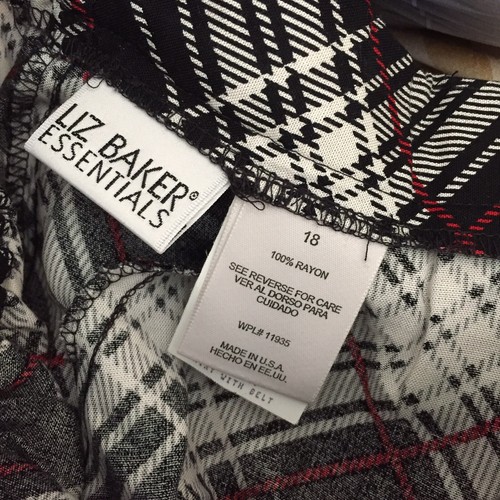 LIZ BAKER®
ESSENTIALS
18
100% RAYON
SEE REVERSE FOR CARE
VER AL DORSO PARA
CUIDADO
WPL# 11935
MADE IN U.S.A.
HECHO EN EE.UU.
WITH BELT